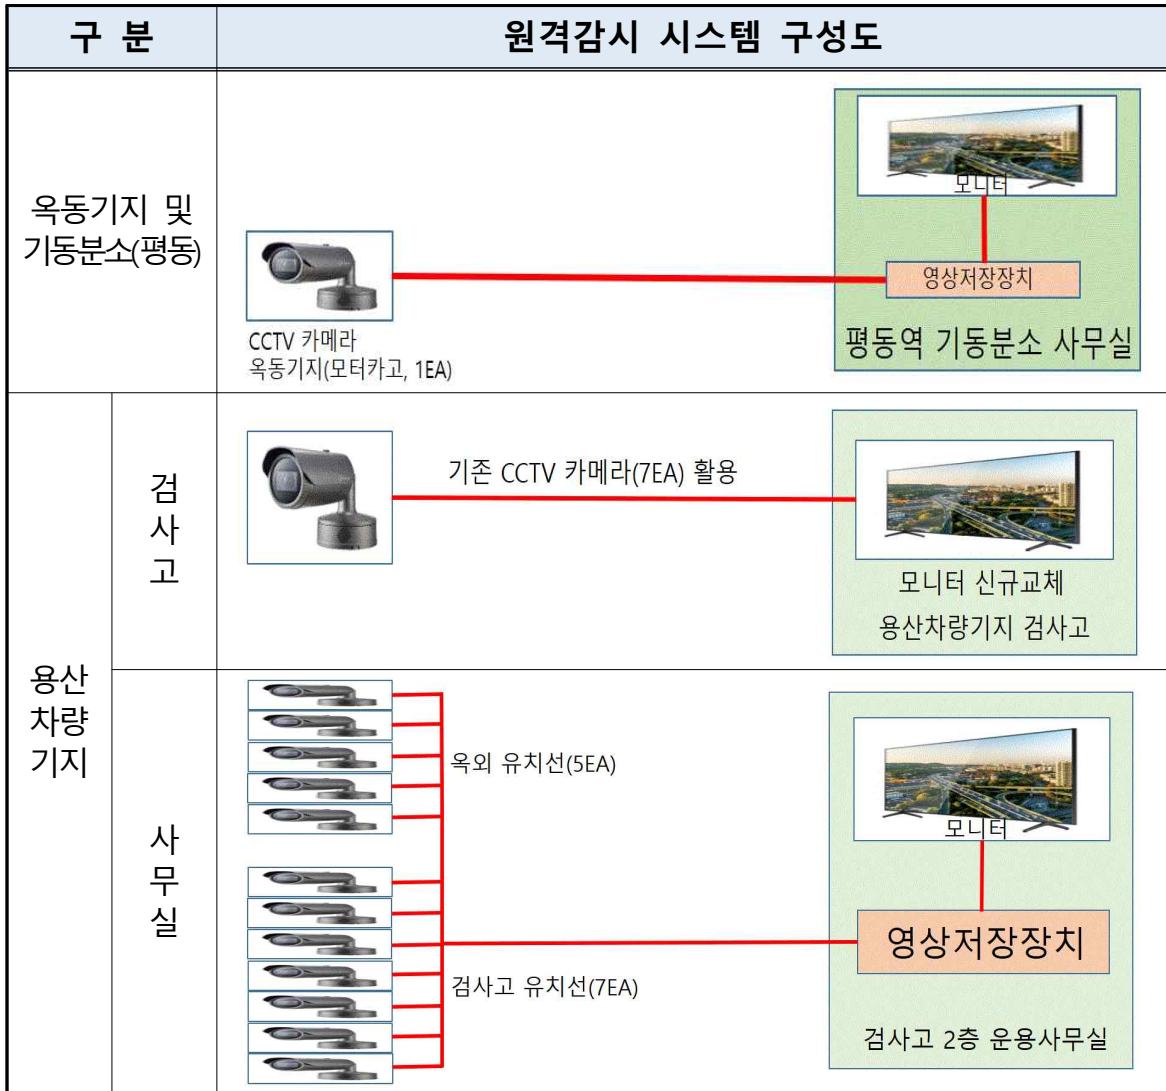 구 분
원격감시 시스템 구성도
옥동기지 및
기동분소(평동)
모니터
영상저장장치
평동역 기동분소 사무실
CCTV 카메라
옥동기지(모터카고, 1EA)
용산
차량
기지
검
사
고
기존 CCTV 카메라(7EA) 활용
모니터 신규교체
용산차량기지 검사고
사
무
실
옥외 유치선(5EA)
검사고 유치선(7EA)
모니터
영상저장장치
검사고 2층 운용사무실